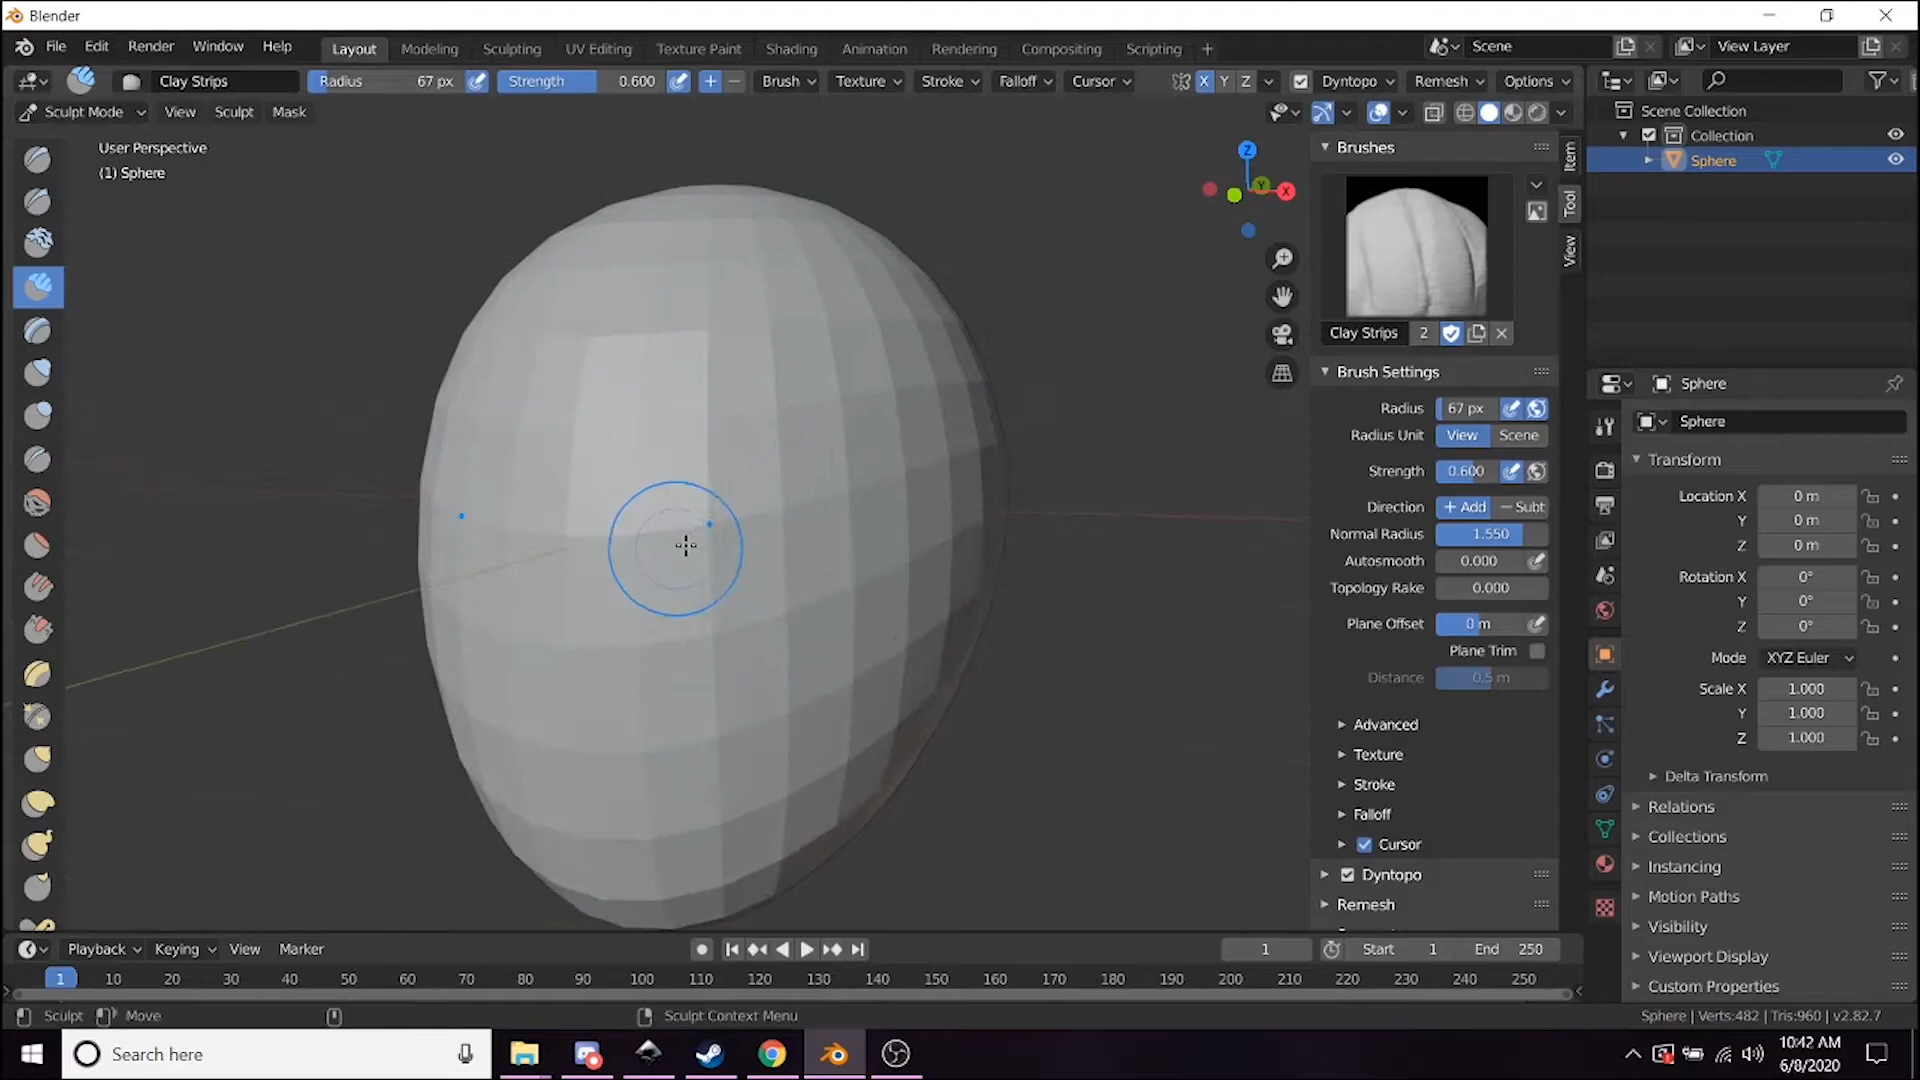 Blender
File Edit Render Window Help Layout Modeling Sculpting UV Editing Texture Paint Shading Animation Rendering Compositing Scripting + Scene View Layer
Clay Strips Radius 67 px Strength 0.600 Brush Texture Stroke Falloff Cursor X Y Z Dyntopo Remesh Options
Sculpt Mode View Sculpt Mask
User Perspective
(1) Sphere
Z
Y
X
Brushes
Clay Strips 2
Brush Settings
Radius 67 px
Radius Unit View Scene
Strength 0.600
Direction + Add — Subt
Normal Radius 1.550
Autosmooth 0.000
Topology Rake 0.000
Plane Offset 0 m
Plane Trim
Distance 0.5 m
Advanced
Texture
Stroke
Falloff
Cursor
Dyntopo
Remesh
Item
Tool
View
Scene Collection
Collection
Sphere
Sphere
Sphere
Transform
Location X 0 m
Y 0 m
Z 0 m
Rotation X 0°
Y 0°
Z 0°
Mode XYZ Euler
Scale X 1.000
Y 1.000
Z 1.000
Delta Transform
Relations
Collections
Instancing
Motion Paths
Visibility
Viewport Display
Custom Properties
Playback Keying View Marker 1 Start 1 End 250
1 10 20 30 40 50 60 70 80 90 100 110 120 130 140 150 160 170 180 190 200 210 220 230 240 250
Sculpt Move Sculpt Context Menu Sphere | Verts:482 | Tris:960 | v2.82.7
Search here
10:42 AM
6/8/2020